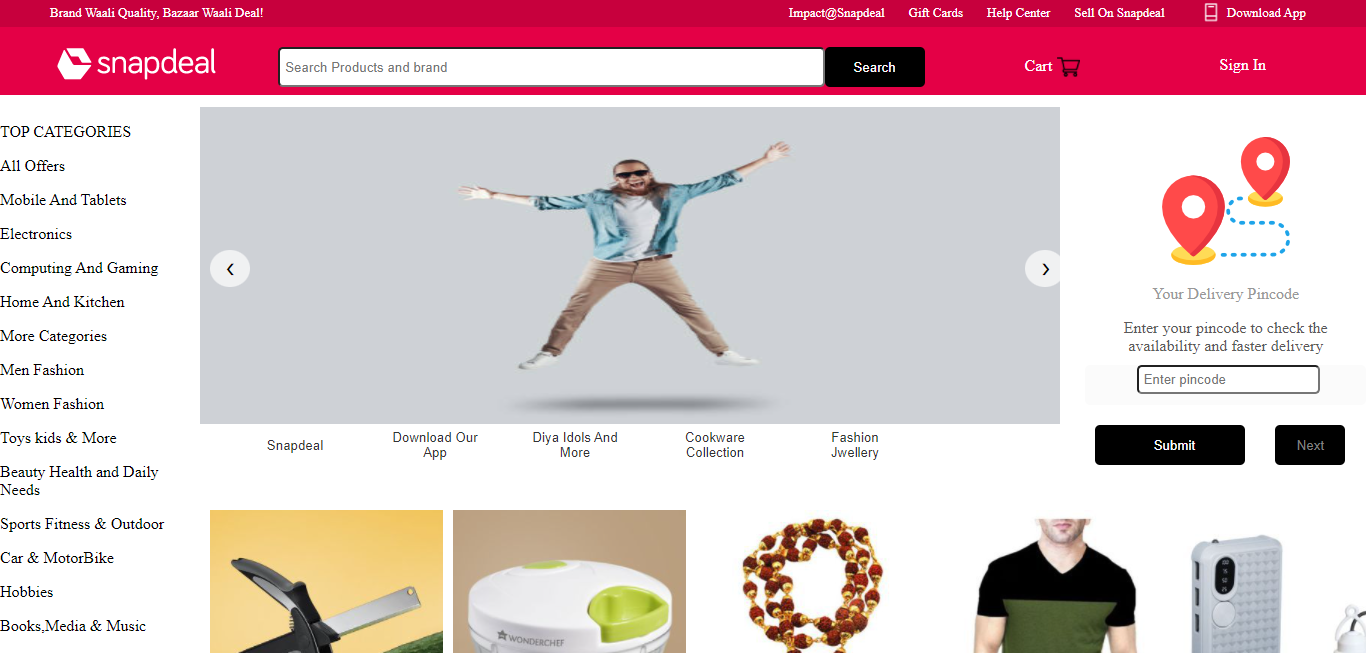 Brand Waali Quality, Bazaar Waali Deal!
Impact@Snapdeal
Gift Cards
Help Center
Sell On Snapdeal
Download App
snapdeal
Search Products and brand
Search
Cart
Sign In
TOP CATEGORIES
All Offers
Mobile And Tablets
Electronics
Computing And Gaming
Home And Kitchen
More Categories
Men Fashion
Women Fashion
Toys kids & More
Beauty Health and Daily
Needs
Sports Fitness & Outdoor
Car & MotorBike
Hobbies
Books,Media & Music
Snapdeal
Download Our
App
Diya Idols And
More
Cookware
Collection
Fashion
Jwellery
Your Delivery Pincode
Enter your pincode to check the
availability and faster delivery
Enter pincode
Submit
Next
WONDERCHEF